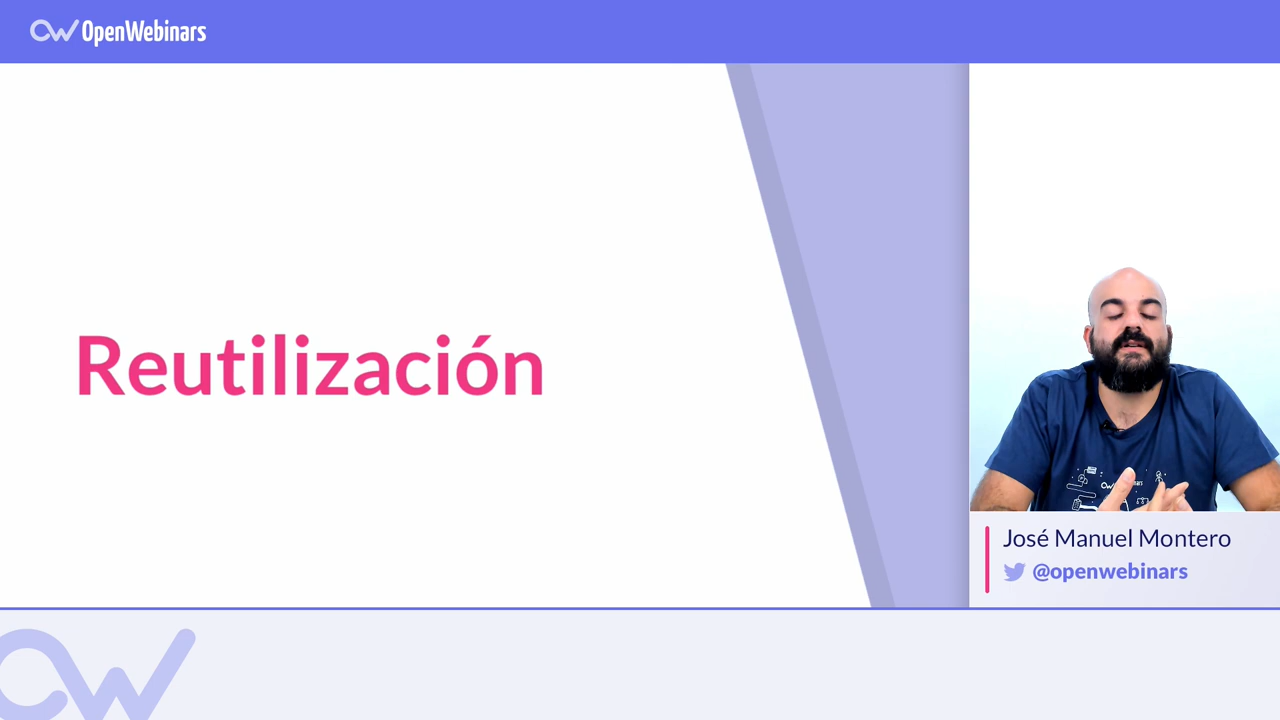 OpenWebinars
Reutilización
José Manuel Montero
@openwebinars